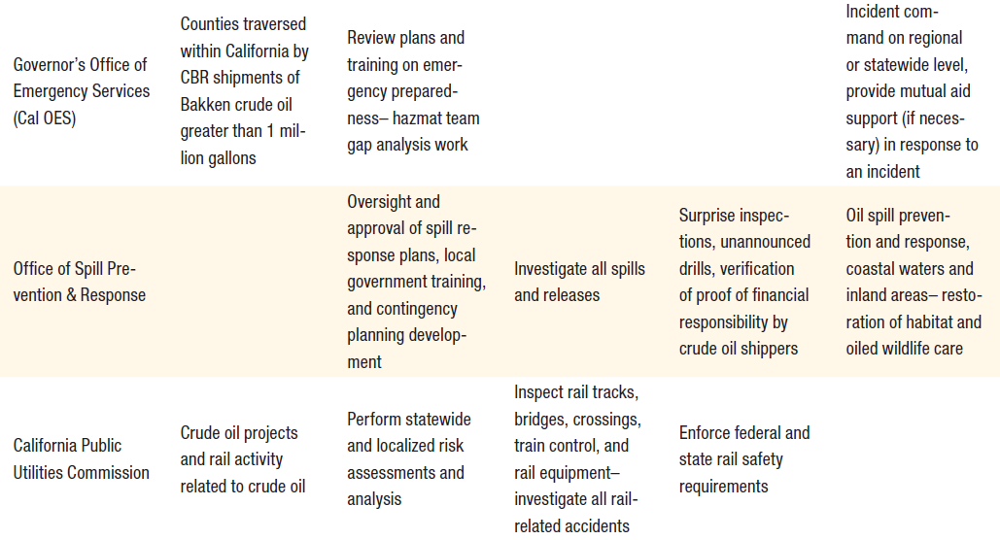 Governor’s Office of
Emergency Services
(Cal OES)
Counties traversed
within California by
CBR shipments of
Bakken crude oil
greater than 1 mil-
lion gallons
Review plans and
training on emer-
gency prepared-
ness– hazmat team
gap analysis work
Incident com-
mand on regional
or statewide level,
provide mutual aid
support (if neces-
sary) in response to
an incident
Office of Spill Pre-
vention & Response
Oversight and
approval of spill re-
sponse plans, local
government training,
and contingency
planning develop-
ment
Investigate all spills
and releases
Surprise inspec-
tions, unannounced
drills, verification
of proof of financial
responsibility by
crude oil shippers
Oil spill preven-
tion and response,
coastal waters and
inland areas– resto-
ration of habitat and
oiled wildlife care
California Public
Utilities Commission
Crude oil projects
and rail activity
related to crude oil
Perform statewide
and localized risk
assessments and
analysis
Inspect rail tracks,
bridges, crossings,
train control, and
rail equipment–
investigate all rail-
related accidents
Enforce federal and
state rail safety
requirements